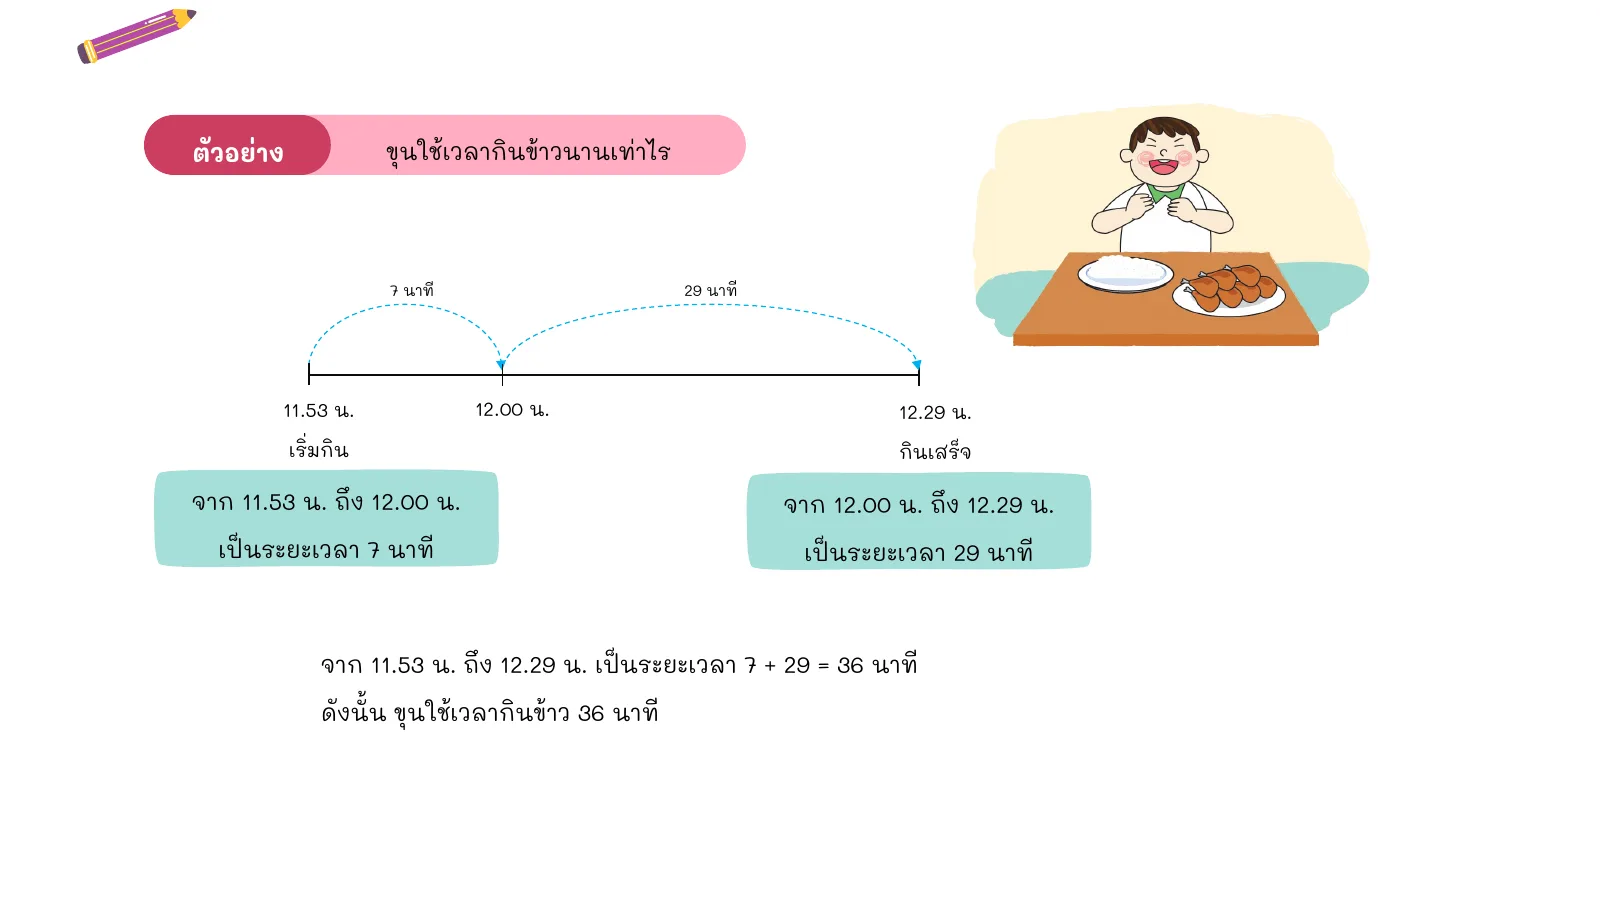 ตัวอย่าง ขุนใช้เวลากินข้าวนานเท่าไร
7 นาที 29 นาที
11.53 น. 12.00 น. 12.29 น.
เริ่มกิน กินเสร็จ
จาก 11.53 น. ถึง 12.00 น.
เป็นระยะเวลา 7 นาที
จาก 12.00 น. ถึง 12.29 น.
เป็นระยะเวลา 29 นาที
จาก 11.53 น. ถึง 12.29 น. เป็นระยะเวลา 7 + 29 = 36 นาที
ดังนั้น ขุนใช้เวลากินข้าว 36 นาที